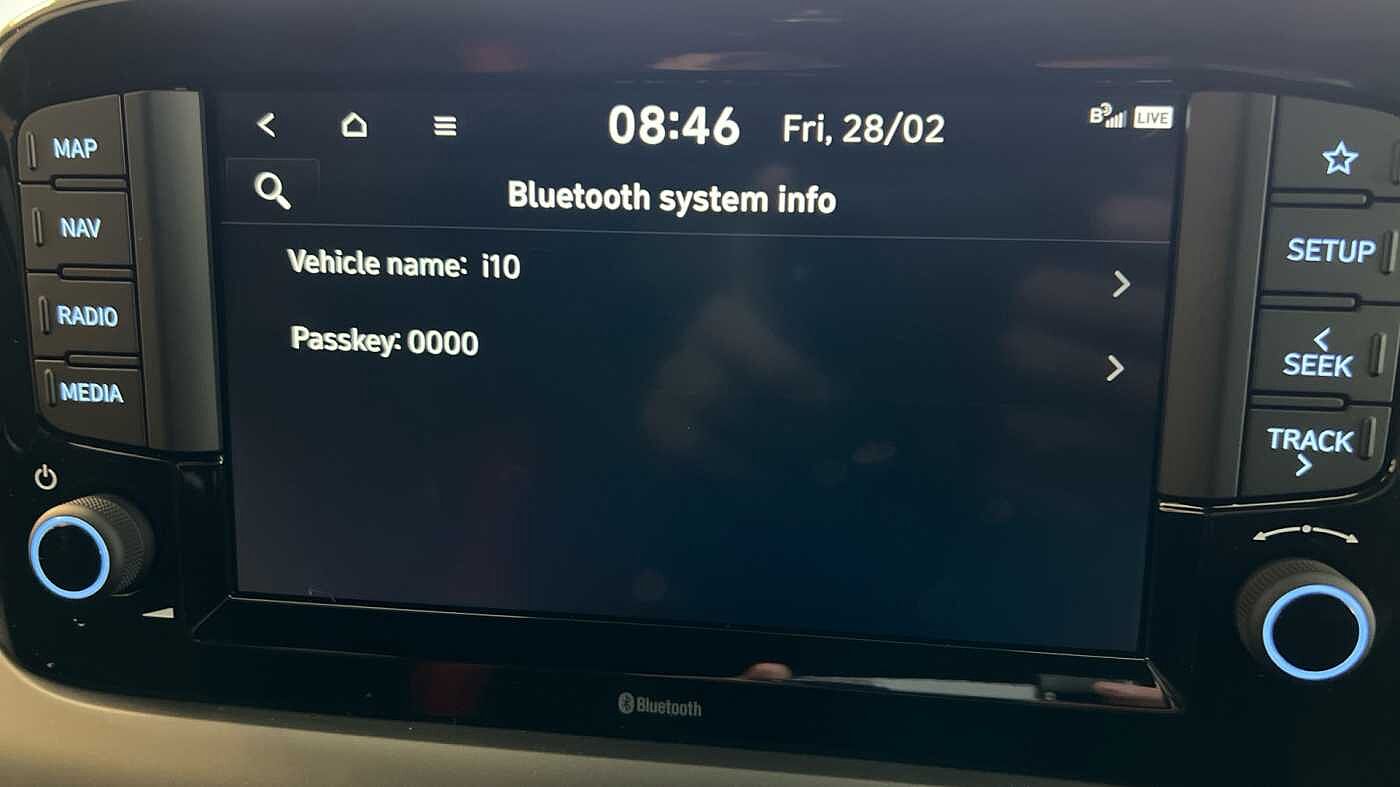 MAP
NAV
RADIO
MEDIA
08:46 Fri, 28/02
LIVE
Bluetooth system info
Vehicle name: i10
Passkey: 0000
SETUP
SEEK
TRACK
Bluetooth